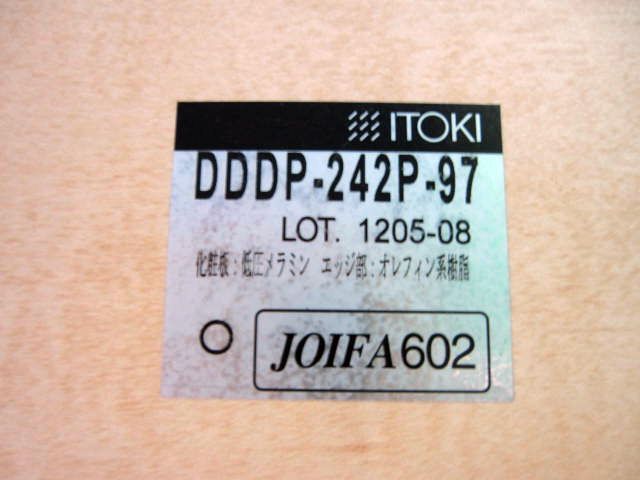 ITOKI
DDDP-242P-97
LOT. 1205-08
化粧板:低圧メラミン エッジ部:オレフィン系樹脂
JOIFA602